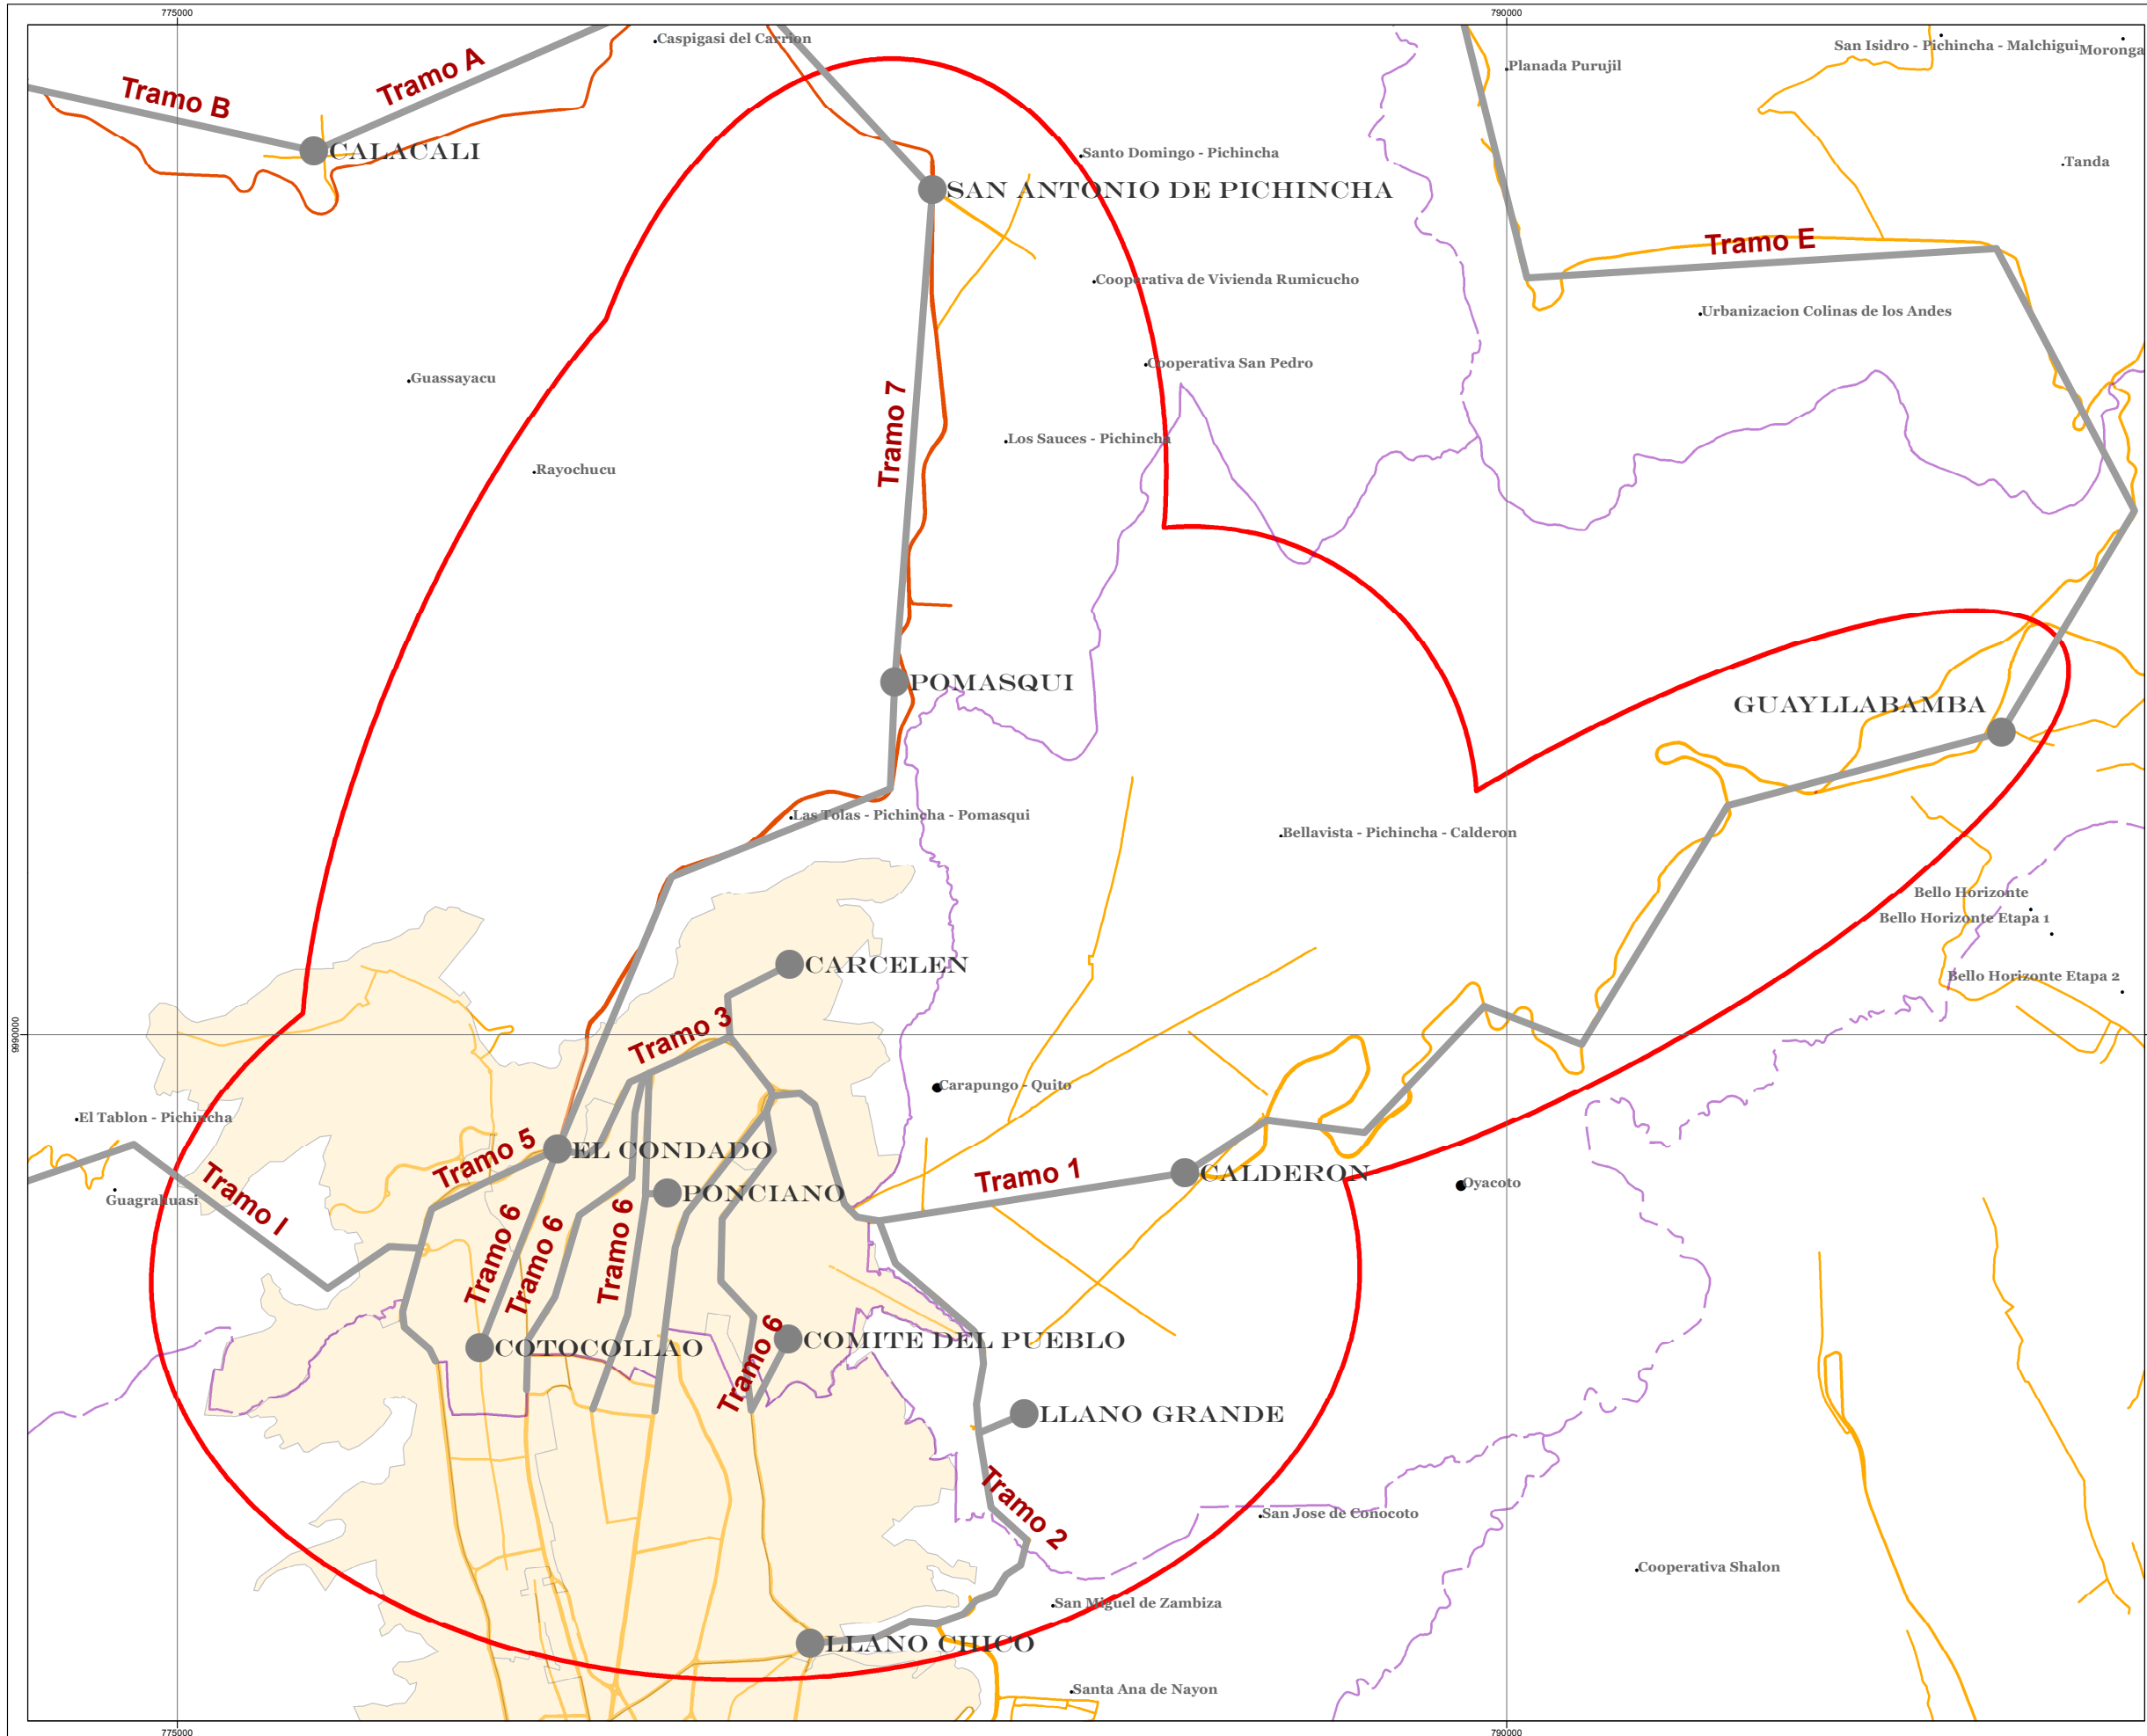 775000
790000
Caspigasi del Carrion
San Isidro - Pichincha - Malchigui
Moronga
Tramo A
Planada Purujil
Tramo B
CALACALI
Santo Domingo - Pichincha
Tanda
SAN ANTONIO DE PICHINCHA
Tramo E
Cooperativa de Vivienda Rumicucho
Urbanizacion Colinas de los Andes
Cooperativa San Pedro
Guassayacu
Tramo 7
Los Sauces - Pichincha
Rayochucu
POMASQUI
GUAYLLABAMBA
Las Tolas - Pichincha - Pomasqui
Bellavista - Pichincha - Calderon
Bello Horizonte
Bello Horizonte Etapa 1
CARCELEN
Bello Horizonte Etapa 2
Tramo 3
9990000
Carapungo - Quito
El Tablon - Pichincha
Tramo 5
EL CONDADO
Tramo 1
CALDERON
Oyacoto
Guagrahuasi
Tramo I
PONCIANO
Tramo 6
Tramo 6
Tramo 6
COTOCOLLAO
COMITE DEL PUEBLO
Tramo 6
LLANO GRANDE
Tramo 2
San Jose de Conocoto
Cooperativa Shalon
San Miguel de Zambiza
LLANO CHICO
Santa Ana de Nayon
775000
790000